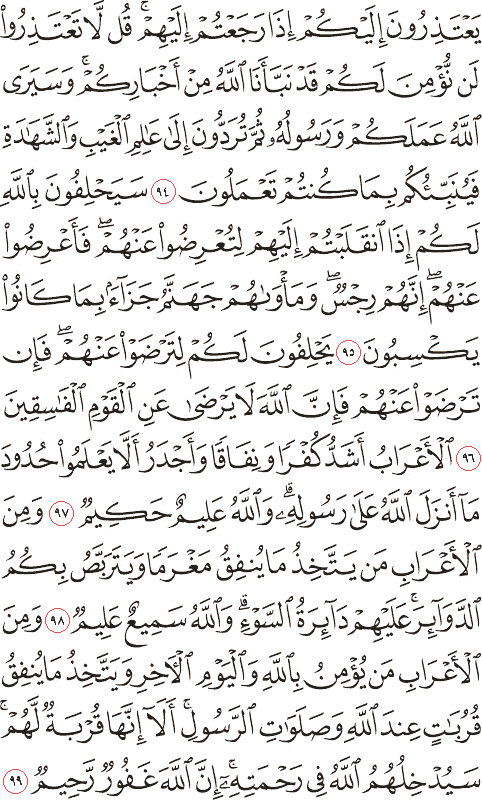 يَعْتَذِرُونَ إِلَيْكُمْ إِذَا رَجَعْتُمْ إِلَيْهِمْ ۚ قُل لَّا تَعْتَذِرُوا۟
لَن نُّؤْمِنَ لَكُمْ قَدْ نَبَّأَنَا ٱللَّهُ مِنْ أَخْبَارِكُمْ ۚ وَسَيَرَى
ٱللَّهُ عَمَلَكُمْ وَرَسُولُهُۥ ثُمَّ تُرَدُّونَ إِلَىٰ عَـٰلِمِ ٱلْغَيْبِ وَٱلشَّهَـٰدَةِ
فَيُنَبِّئُكُم بِمَا كُنتُمْ تَعْمَلُونَ ٩٤ سَيَحْلِفُونَ بِٱللَّهِ
لَكُمْ إِذَا ٱنقَلَبْتُمْ إِلَيْهِمْ لِتُعْرِضُوا۟ عَنْهُمْ ۖ فَأَعْرِضُوا۟
عَنْهُمْ ۖ إِنَّهُمْ رِجْسٌ ۖ وَمَأْوَىٰهُمْ جَهَنَّمُ جَزَآءًۢ بِمَا كَانُوا۟
يَكْسِبُونَ ٩٥ يَحْلِفُونَ لَكُمْ لِتَرْضَوْا۟ عَنْهُمْ ۖ فَإِن
تَرْضَوْا۟ عَنْهُمْ فَإِنَّ ٱللَّهَ لَا يَرْضَىٰ عَنِ ٱلْقَوْمِ ٱلْفَـٰسِقِينَ
٩٦ ٱلْأَعْرَابُ أَشَدُّ كُفْرًا وَنِفَاقًا وَأَجْدَرُ أَلَّا يَعْلَمُوا۟ حُدُودَ
مَآ أَنزَلَ ٱللَّهُ عَلَىٰ رَسُولِهِۦ ۗ وَٱللَّهُ عَلِيمٌ حَكِيمٌ ٩٧ وَمِنَ
ٱلْأَعْرَابِ مَن يَتَّخِذُ مَا يُنفِقُ مَغْرَمًا وَيَتَرَبَّصُ بِكُمُ
ٱلدَّوَآئِرَ ۚ عَلَيْهِمْ دَآئِرَةُ ٱلسَّوْءِ ۗ وَٱللَّهُ سَمِيعٌ عَلِيمٌ ٩٨ وَمِنَ
ٱلْأَعْرَابِ مَن يُؤْمِنُ بِٱللَّهِ وَٱلْيَوْمِ ٱلْـَٔاخِرِ وَيَتَّخِذُ مَا يُنفِقُ
قُرُبَـٰتٍ عِندَ ٱللَّهِ وَصَلَوَٰتِ ٱلرَّسُولِ ۚ أَلَآ إِنَّهَا قُرْبَةٌ لَّهُمْ ۚ
سَيُدْخِلُهُمُ ٱللَّهُ فِى رَحْمَتِهِۦٓ ۗ إِنَّ ٱللَّهَ غَفُورٌ رَّحِيمٌ ٩٩